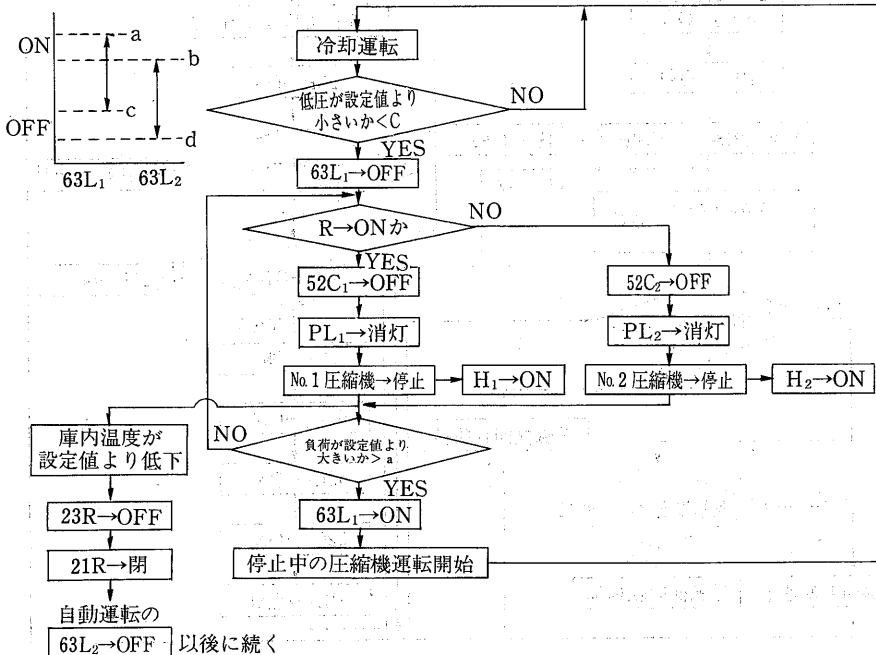 ON
OFF
a
b
c
d
63L₁
63L₂
冷却運転
低圧が設定値より
小さいか<C
NO
YES
63L₁→OFF
R→ONか
NO
YES
52C₁→OFF
52C₂→OFF
PL₁→消灯
PL₂→消灯
No.1 圧縮機→停止
H₁→ON
No.2 圧縮機→停止
H₂→ON
庫内温度が
設定値より低下
NO
負荷が設定値より
大きいか>a
YES
23R→OFF
63L₁→ON
21R→閉
停止中の圧縮機運転開始
自動運転の
63L₂→OFF 以後に続く